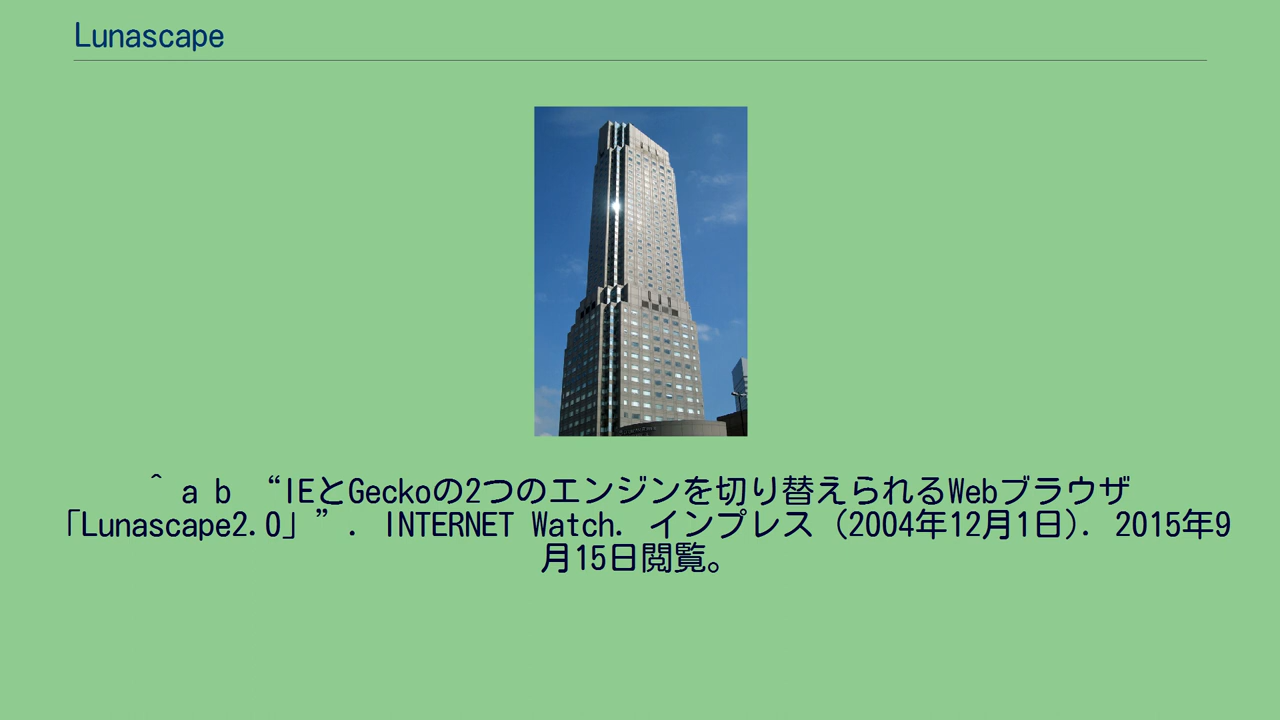 Lunascape
^ a b “IEとGeckoの2つのエンジンを切り替えられるWebブラウザ
「Lunascape2.0」”. INTERNET Watch. インプレス (2004年12月1日). 2015年9
月15日閲覧。